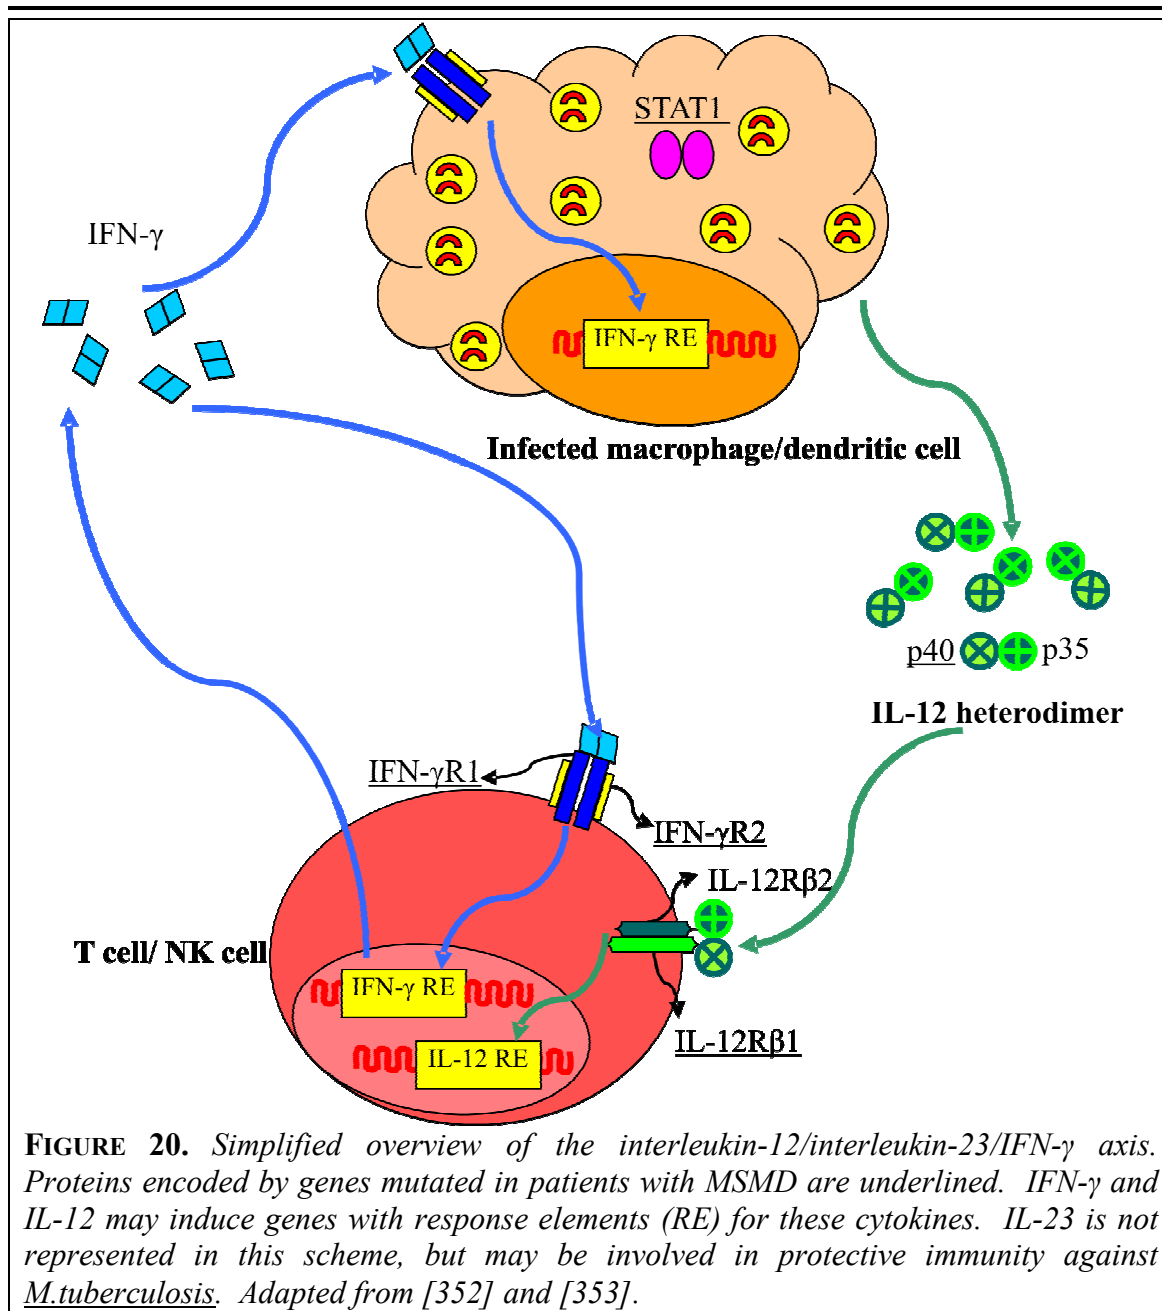 STAT1
IFN-γ
IFN-γ RE
Infected macrophage/dendritic cell
p40 p35
IL-12 heterodimer
IFN-γR1
IFN-γR2
IL-12Rβ2
T cell/ NK cell
IFN-γ RE
IL-12Rβ1
IL-12 RE
FIGURE 20. Simplified overview of the interleukin-12/interleukin-23/IFN-γ axis.
Proteins encoded by genes mutated in patients with MSMD are underlined. IFN-γ and
IL-12 may induce genes with response elements (RE) for these cytokines. IL-23 is not
represented in this scheme, but may be involved in protective immunity against
M.tuberculosis. Adapted from [352] and [353].